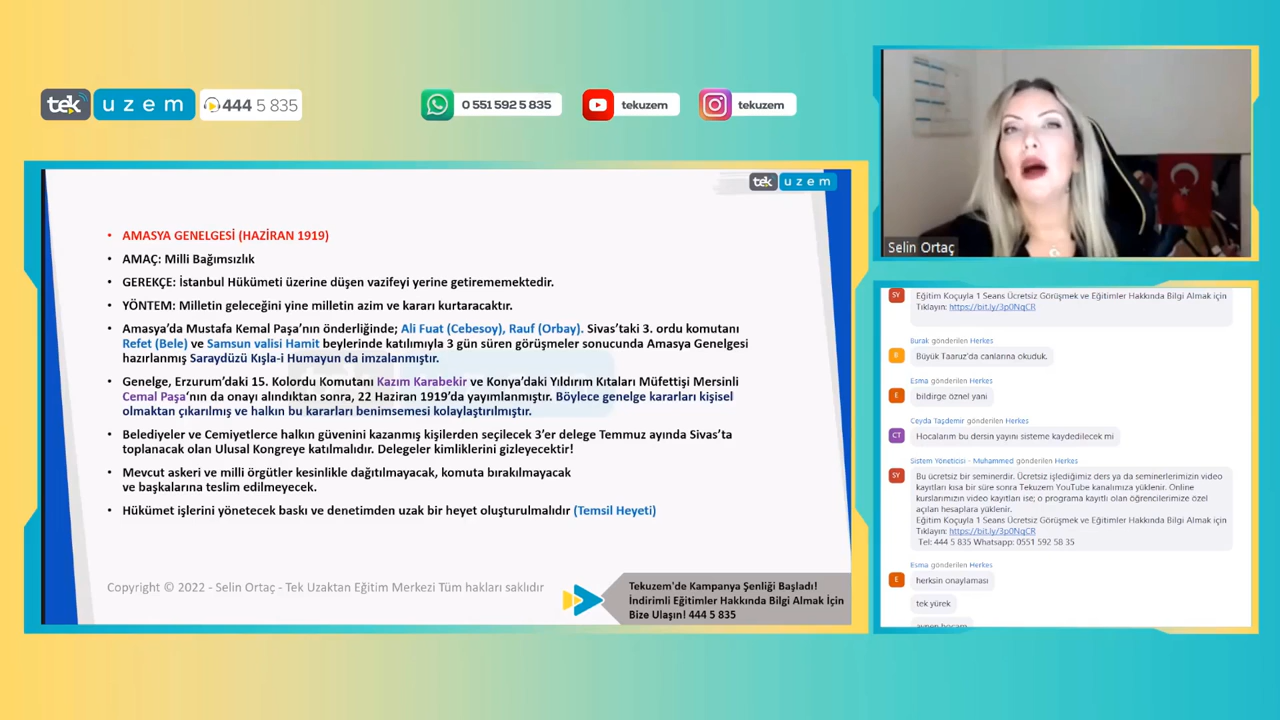 tek uzem 444 5 835
0 551 592 5 835
tekuzem
tekuzem
tek uzem
• AMASYA GENELGESİ (HAZİRAN 1919)
• AMAÇ: Milli Bağımsızlık
• GEREKÇE: İstanbul Hükümeti üzerine düşen vazifeyi yerine getirememektedir.
• YÖNTEM: Milletin geleceğini yine milletin azim ve kararı kurtaracaktır.
• Amasya’da Mustafa Kemal Paşa’nın önderliğinde; Ali Fuat (Cebesoy), Rauf (Orbay). Sivas’taki 3. ordu komutanı
Refet (Bele) ve Samsun valisi Hamit beylerinde katılımıyla 3 gün süren görüşmeler sonucunda Amasya Genelgesi
hazırlanmış Saraydüzü Kışla-i Humayun da imzalanmıştır.
• Genelge, Erzurum’daki 15. Kolordu Komutanı Kazım Karabekir ve Konya’daki Yıldırım Kıtaları Müfettişi Mersinli
Cemal Paşa‘nın da onayı alındıktan sonra, 22 Haziran 1919’da yayımlanmıştır. Böylece genelge kararları kişisel
olmaktan çıkarılmış ve halkın bu kararları benimsemesi kolaylaştırılmıştır.
• Belediyeler ve Cemiyetlerce halkın güvenini kazanmış kişilerden seçilecek 3’er delege Temmuz ayında Sivas’ta
toplanacak olan Ulusal Kongreye katılmalıdır. Delegeler kimliklerini gizleyecektir!
• Mevcut askeri ve milli örgütler kesinlikle dağıtılmayacak, komuta bırakılmayacak
ve başkalarına teslim edilmeyecek.
• Hükümet işlerini yönetecek baskı ve denetimden uzak bir heyet oluşturulmalıdır (Temsil Heyeti)
Copyright © 2022 - Selin Ortaç - Tek Uzaktan Eğitim Merkezi Tüm hakları saklıdır
Tekuzem'de Kampanya Şenliği Başladı!
İndirimli Eğitimler Hakkında Bilgi Almak İçin
Bize Ulaşın! 444 5 835
Selin Ortaç
SY
Eğitim Koçuyla 1 Seans Ücretsiz Görüşmek ve Eğitimler Hakkında Bilgi Almak için
Tıklayın: https://bit.ly/3p0NqCR
Burak gönderilen Herkes
B
Büyük Taaruz'da canlarına okuduk.
Esma gönderilen Herkes
E
bildirge öznel yani
Ceyda Taşdemir gönderilen Herkes
CT
Hocalarım bu dersin yayını sisteme kaydedilecek mi
Sistem Yöneticisi - Muhammed gönderilen Herkes
SY
Bu ücretsiz bir seminerdir. Ücretsiz işlediğimiz ders ya da seminerlerimizin video
kayıtları kısa bir süre sonra Tekuzem YouTube kanalımıza yüklenir. Online
kurslarımızın video kayıtları ise; o programa kayıtlı olan öğrencilerimize özel
açılan hesaplara yüklenir.
Eğitim Koçuyla 1 Seans Ücretsiz Görüşmek ve Eğitimler Hakkında Bilgi Almak için
Tıklayın: https://bit.ly/3p0NqCR
Tel: 444 5 835 Whatsapp: 0551 592 58 35
Esma gönderilen Herkes
E
herksin onaylaması
tek yürek
aynen hocam